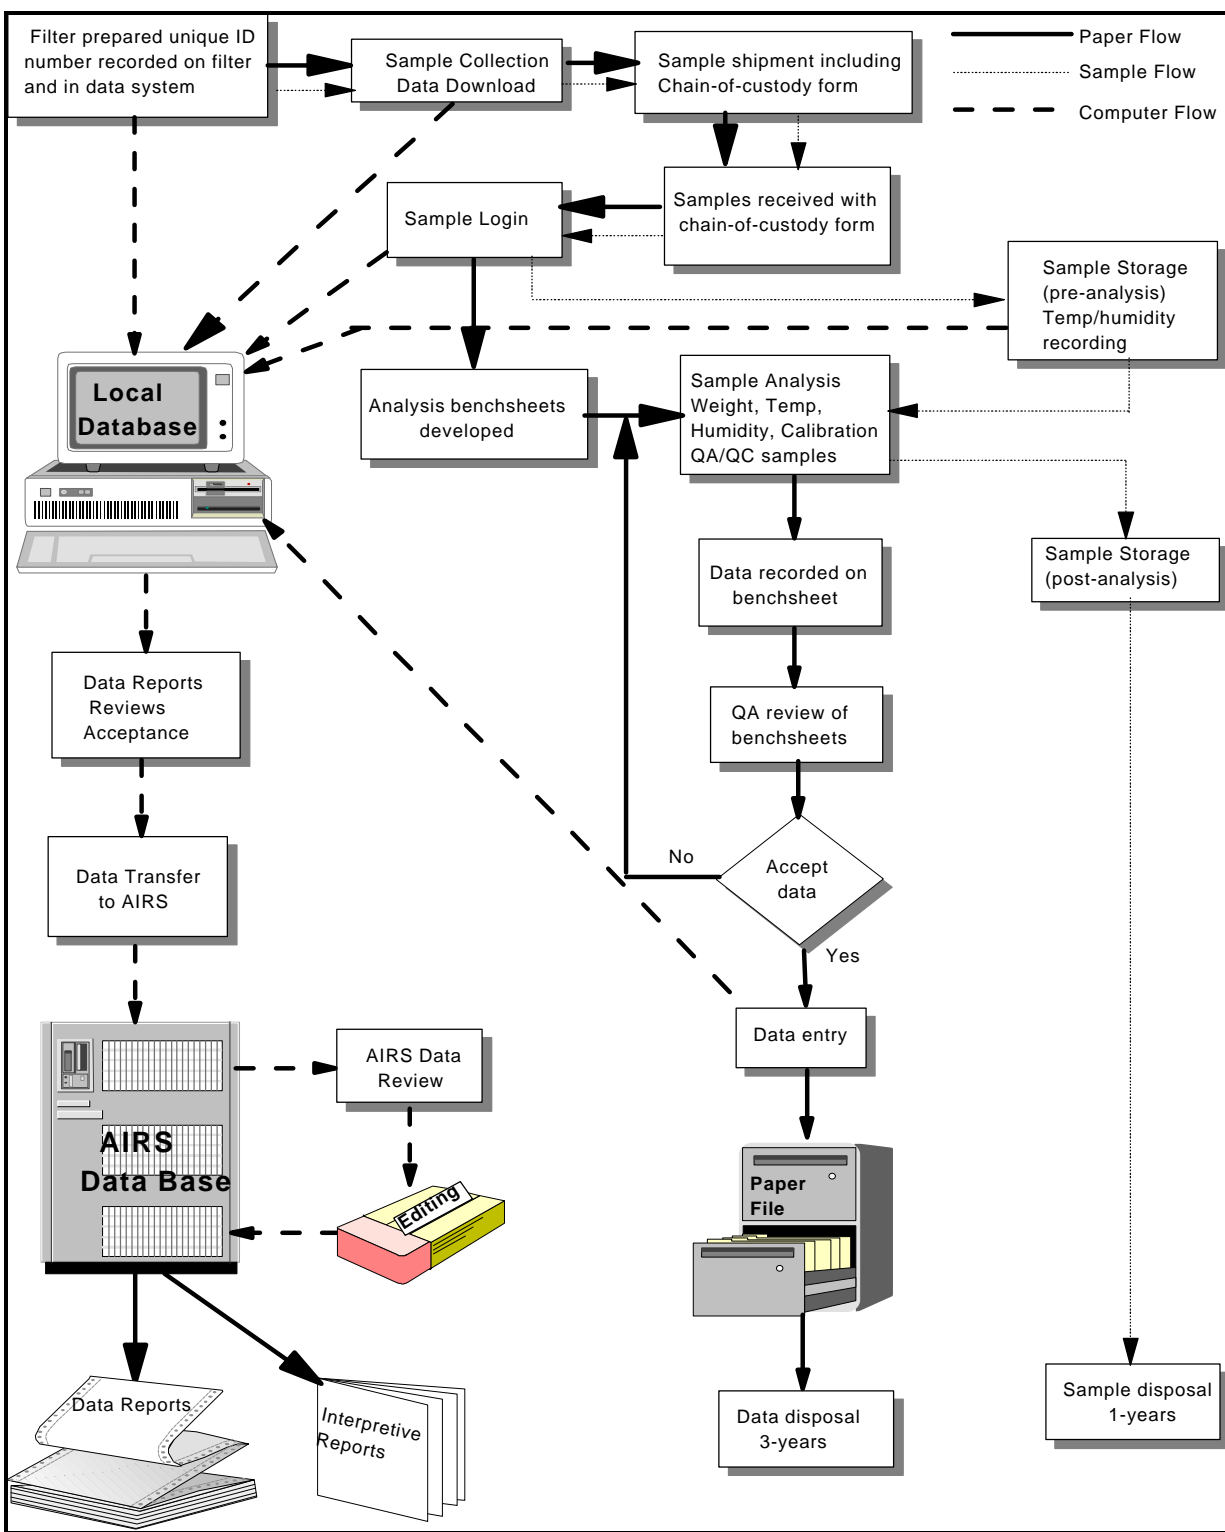 Filter prepared unique ID
number recorded on filter
and in data system
Sample Collection
Data Download
Sample shipment including
Chain-of-custody form
Paper Flow
Sample Flow
Computer Flow
Samples received with
chain-of-custody form
Sample Login
Sample Storage
(pre-analysis)
Temp/humidity
recording
Local
Database
Analysis benchsheets
developed
Sample Analysis
Weight, Temp,
Humidity, Calibration
QA/QC samples
Data recorded on
benchsheet
Sample Storage
(post-analysis)
Data Reports
Reviews
Acceptance
QA review of
benchsheets
No
Accept
data
Yes
Data Transfer
to AIRS
Data entry
AIRS Data
Review
AIRS
Data Base
Editing
Paper
File
Data Reports
Interpretive
Reports
Data disposal
3-years
Sample disposal
1-years